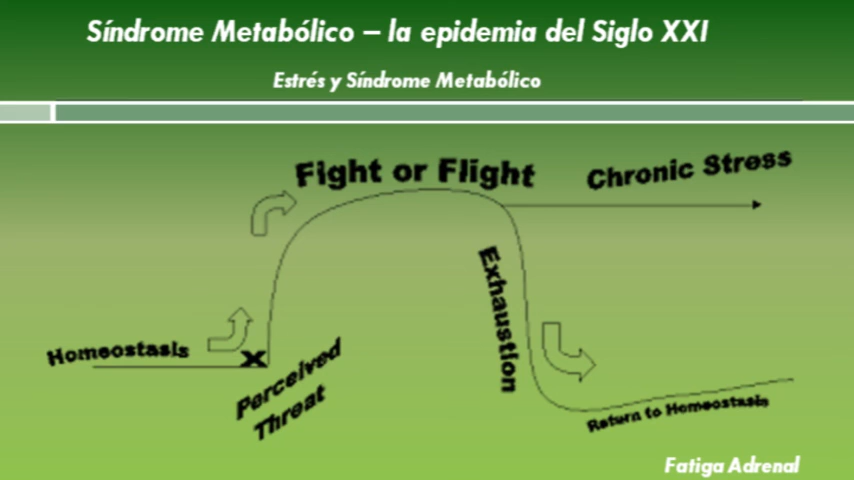 Síndrome Metabólico – la epidemia del Siglo XXI
Estrés y Síndrome Metabólico
Fight or Flight
Chronic Stress
Homeostasis
X
Perceived
Threat
Exhaustion
Return to Homeostasis
Fatiga Adrenal